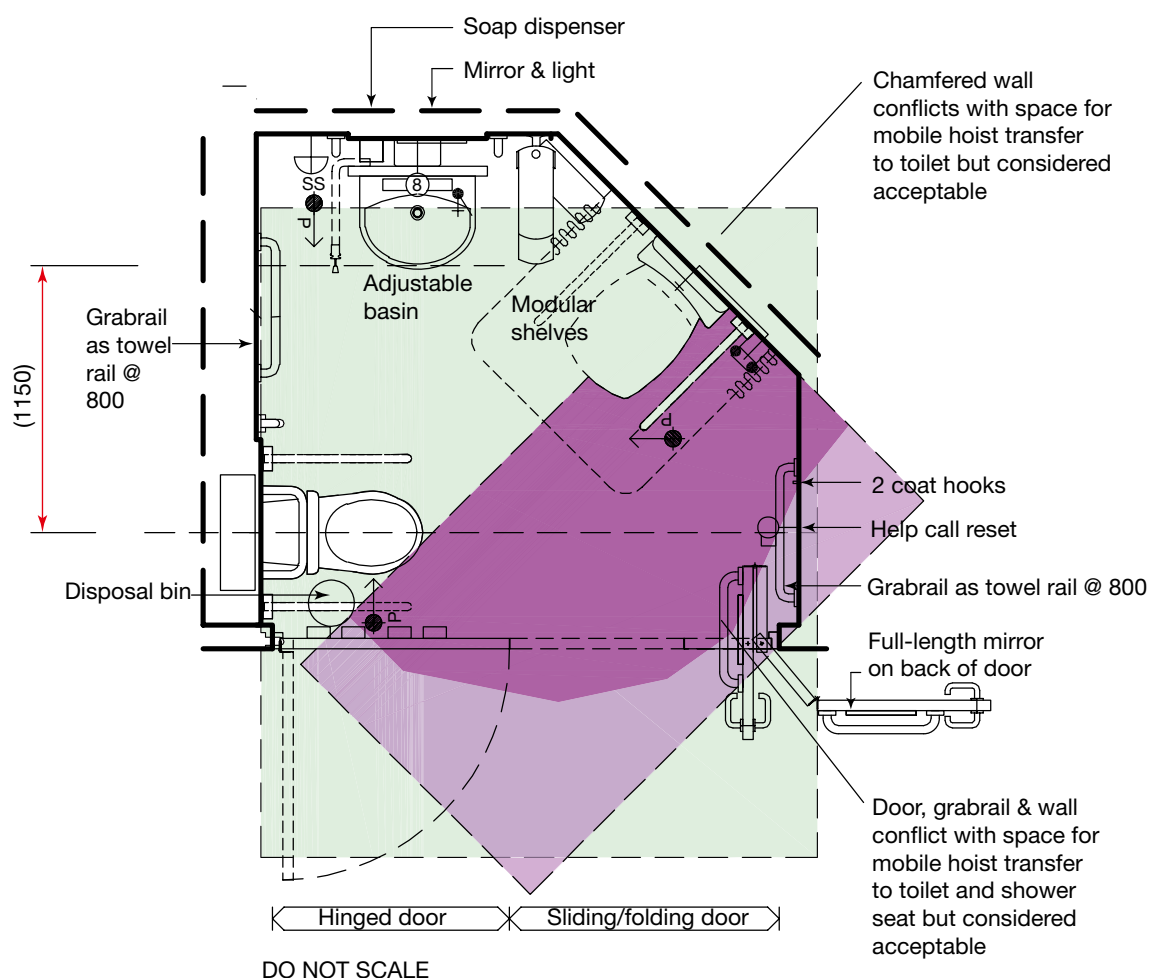 Soap dispenser
Mirror & light
Chamfered wall
conflicts with space for
mobile hoist transfer
to toilet but considered
acceptable
SS
8
P
Adjustable
basin
Modular
shelves
Grabrail
as towel
rail @
800
(1150)
P
2 coat hooks
Help call reset
Grabrail as towel rail @ 800
Disposal bin
P
Full-length mirror
on back of door
Door, grabrail & wall
conflict with space for
mobile hoist transfer
to toilet and shower
seat but considered
acceptable
Hinged door
Sliding/folding door
DO NOT SCALE